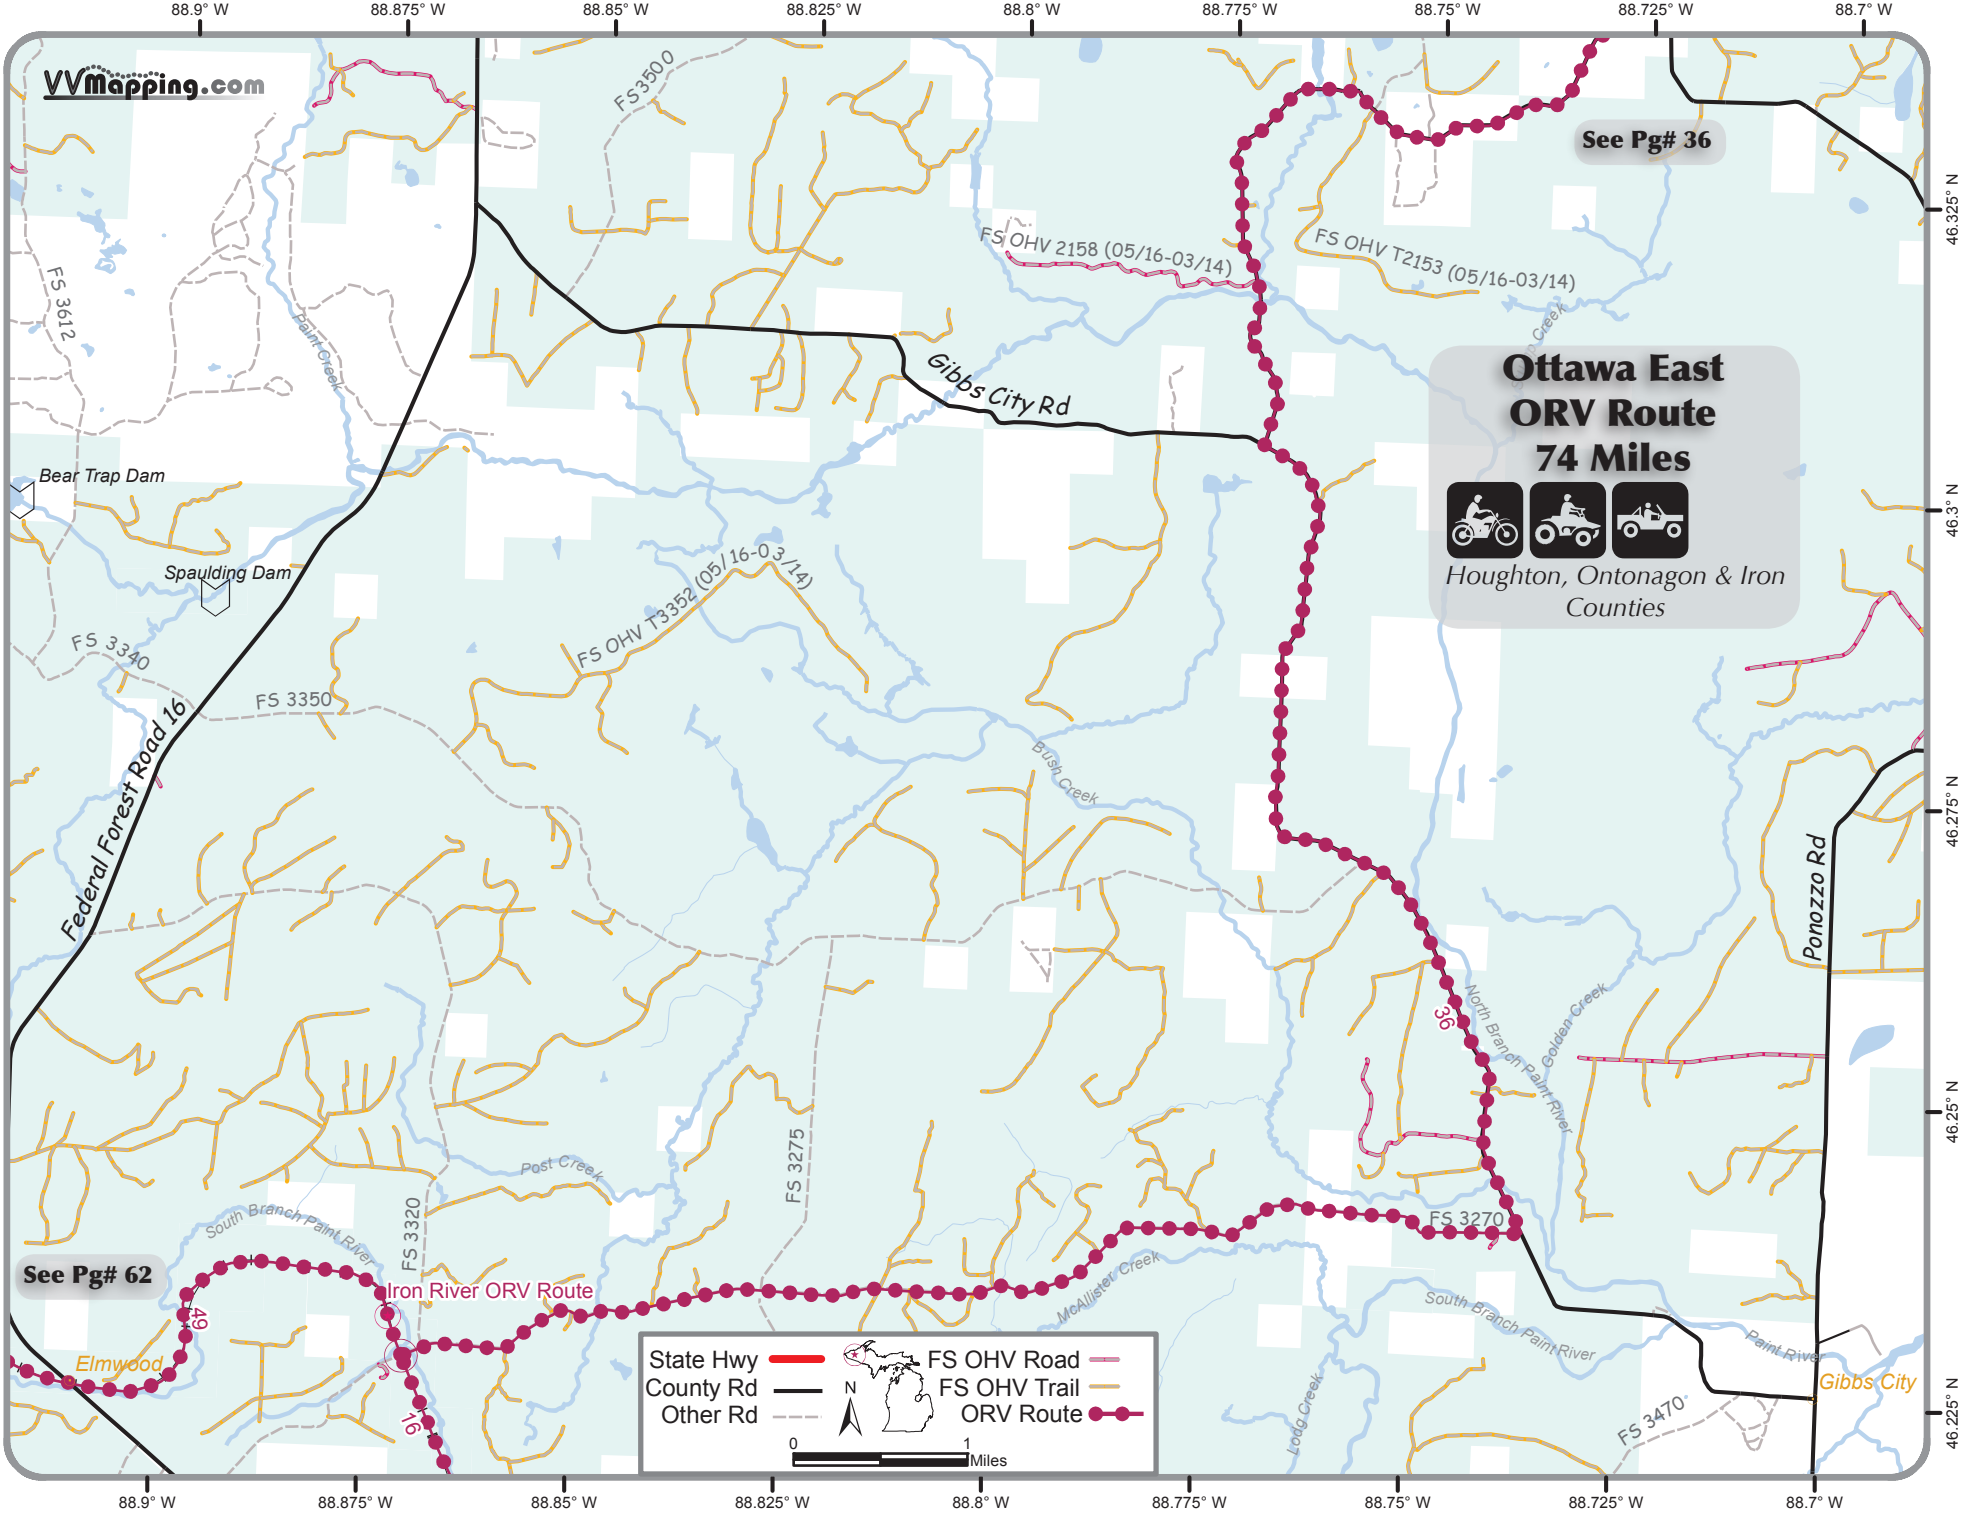 88.9° W 88.875° W 88.85° W 88.825° W 88.8° W 88.775° W 88.75° W 88.725° W 88.7° W
VVMapping.com
FS3500
See Pg# 36
46.325° N
FS OHV 2158 (05/16-03/14)
FS OHV T2153 (05/16-03/14)
FS 3612
Paint Creek
Creek
Gibbs City Rd
Ottawa East
ORV Route
74 Miles
Houghton, Ontonagon & Iron
Counties
Bear Trap Dam
46.3° N
Spaulding Dam
FS OHV T3352 (05/16-03/14)
FS 3340
FS 3350
Federal Forest Road 16
Bush Creek
46.275° N
Ponozzo Rd
36
North Branch Paint River
Golden Creek
46.25° N
Post Creek
FS 3275
FS 3320
South Branch Paint River
FS 3270
See Pg# 62
Iron River ORV Route
McAllister Creek
49
South Branch Paint River
Paint River
Elmwood
Gibbs City
16
Lodg Creek
FS 3470
46.225° N
State Hwy
County Rd
Other Rd
N
FS OHV Road
FS OHV Trail
ORV Route
0 1
Miles
88.9° W 88.875° W 88.85° W 88.825° W 88.8° W 88.775° W 88.75° W 88.725° W 88.7° W